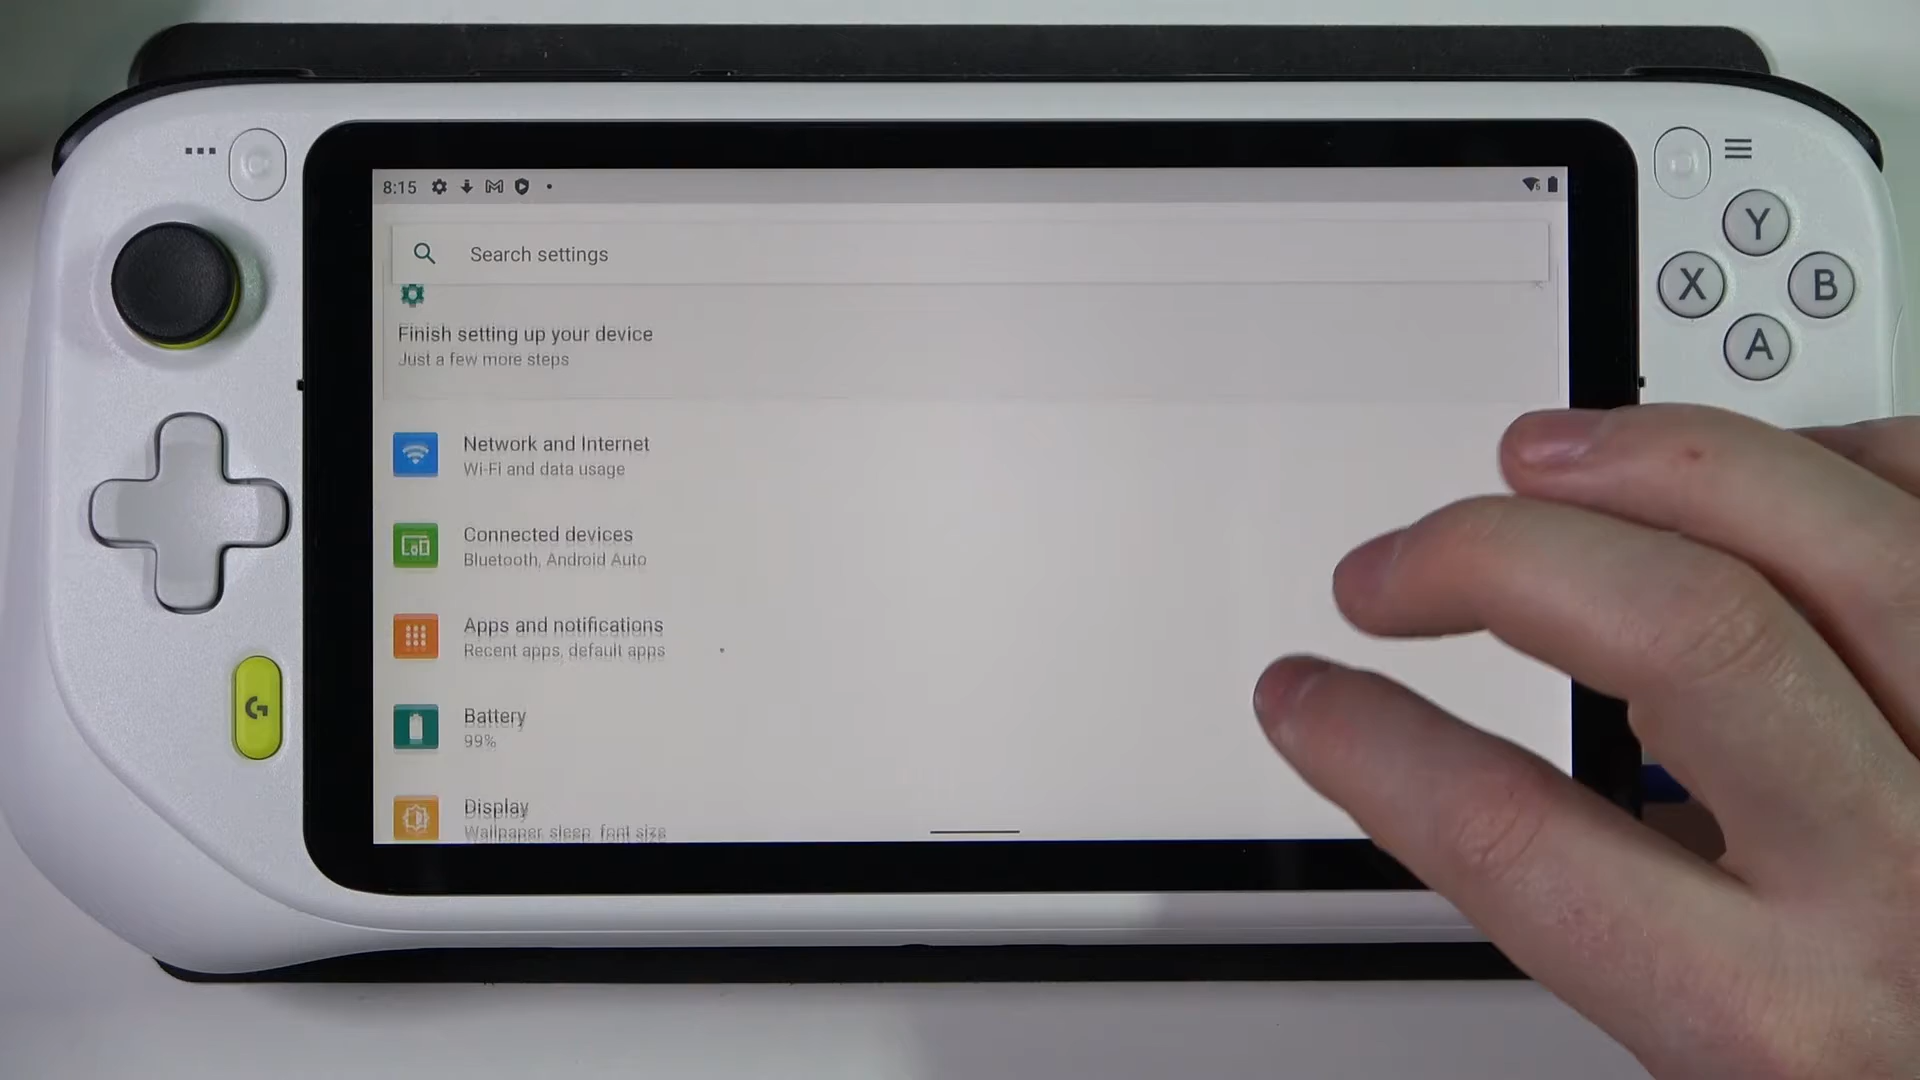 8:15
Search settings
Finish setting up your device
Just a few more steps
Network and Internet
Wi-Fi and data usage
Connected devices
Bluetooth, Android Auto
Apps and notifications
Recent apps, default apps
Battery
99%
Display
Wallpaper, sleep, font size
Y
X
B
A
G